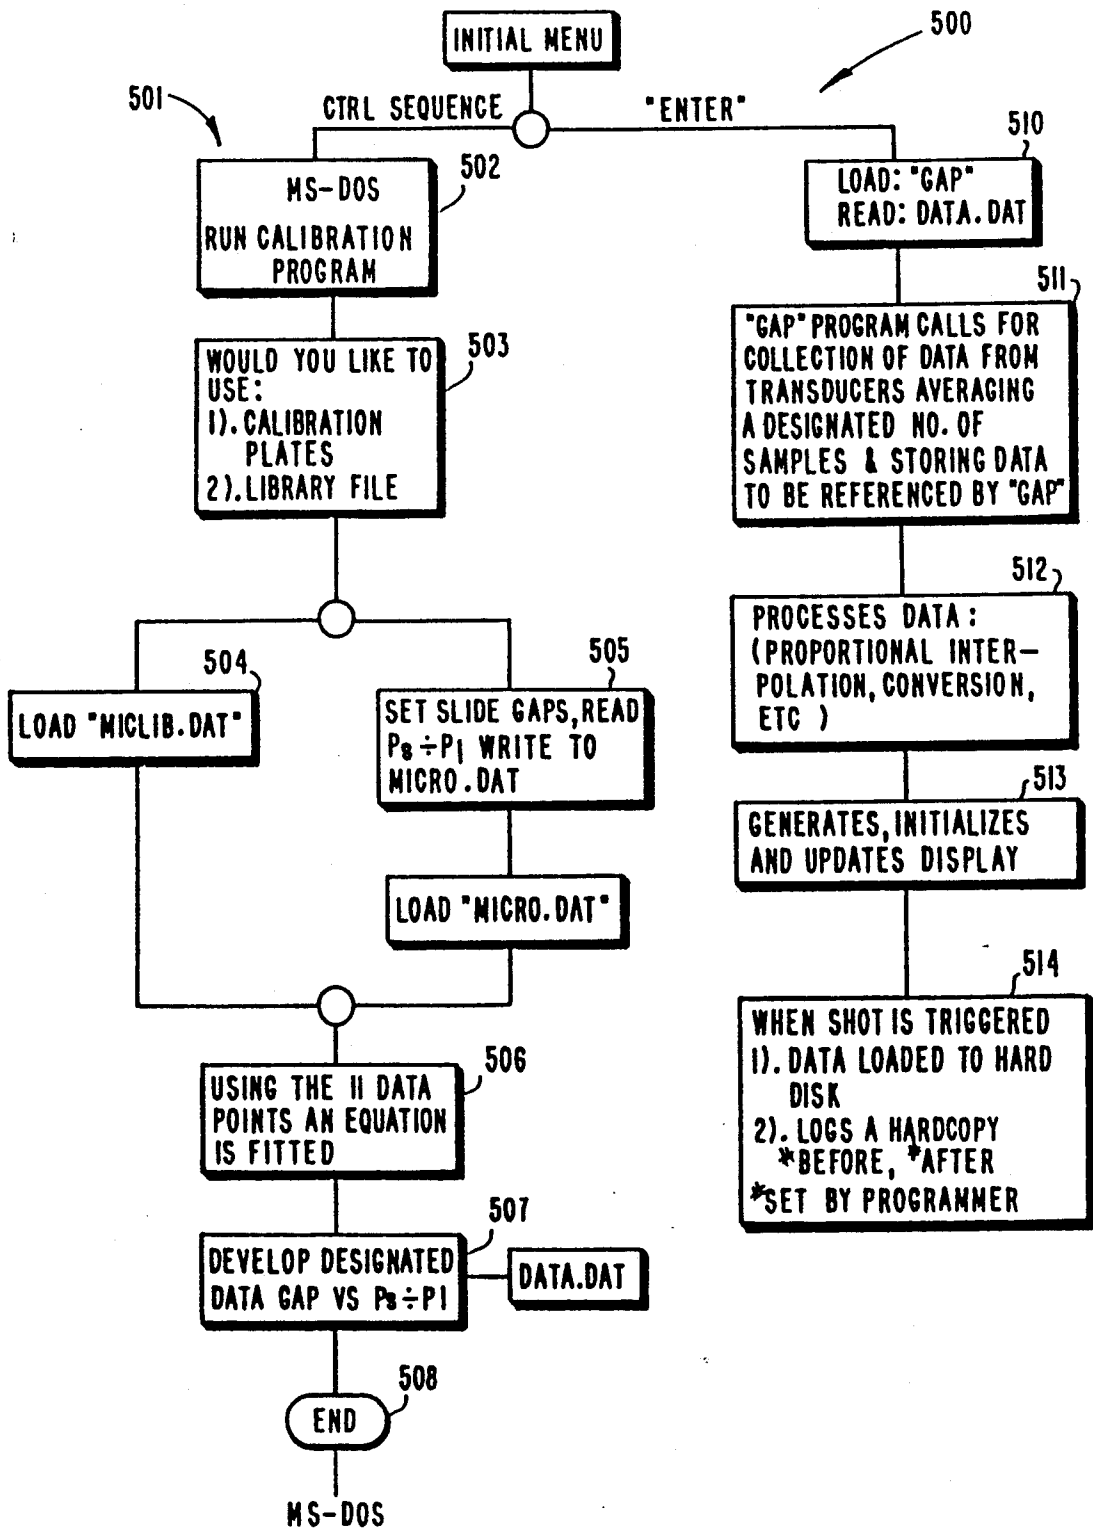 INITIAL MENU
500
501
CTRL SEQUENCE
"ENTER"
502
MS-DOS
RUN CALIBRATION
PROGRAM
510
LOAD: "GAP"
READ: DATA.DAT
503
WOULD YOU LIKE TO
USE:
1). CALIBRATION
PLATES
2). LIBRARY FILE
511
"GAP" PROGRAM CALLS FOR
COLLECTION OF DATA FROM
TRANSDUCERS AVERAGING
A DESIGNATED NO. OF
SAMPLES & STORING DATA
TO BE REFERENCED BY "GAP"
504
LOAD "MICLIB.DAT"
505
SET SLIDE GAPS, READ
Ps ÷ PI WRITE TO
MICRO.DAT
LOAD "MICRO.DAT"
512
PROCESSES DATA :
(PROPORTIONAL INTER-
POLATION, CONVERSION,
ETC )
513
GENERATES, INITIALIZES
AND UPDATES DISPLAY
506
USING THE 11 DATA
POINTS AN EQUATION
IS FITTED
514
WHEN SHOT IS TRIGGERED
1). DATA LOADED TO HARD
DISK
2). LOGS A HARDCOPY
*BEFORE, *AFTER
*SET BY PROGRAMMER
507
DEVELOP DESIGNATED
DATA GAP VS Ps ÷ PI
DATA.DAT
508
END
MS-DOS